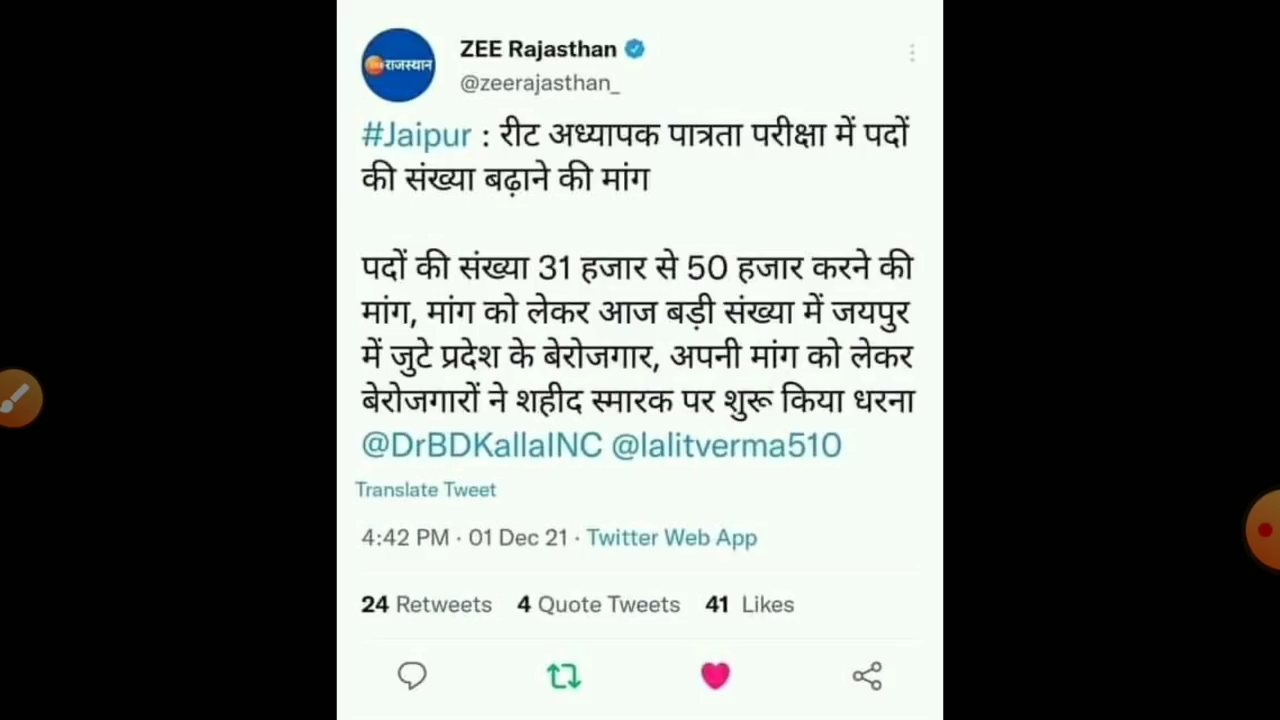 राजस्थान
ZEE Rajasthan
@zeerajasthan_
#Jaipur : रीट अध्यापक पात्रता परीक्षा में पदों
की संख्या बढ़ाने की मांग
पदों की संख्या 31 हजार से 50 हजार करने की
मांग, मांग को लेकर आज बड़ी संख्या में जयपुर
में जुटे प्रदेश के बेरोजगार, अपनी मांग को लेकर
बेरोजगारों ने शहीद स्मारक पर शुरू किया धरना
@DrBDKallaINC @lalitverma510
Translate Tweet
4:42 PM · 01 Dec 21 · Twitter Web App
24 Retweets 4 Quote Tweets 41 Likes